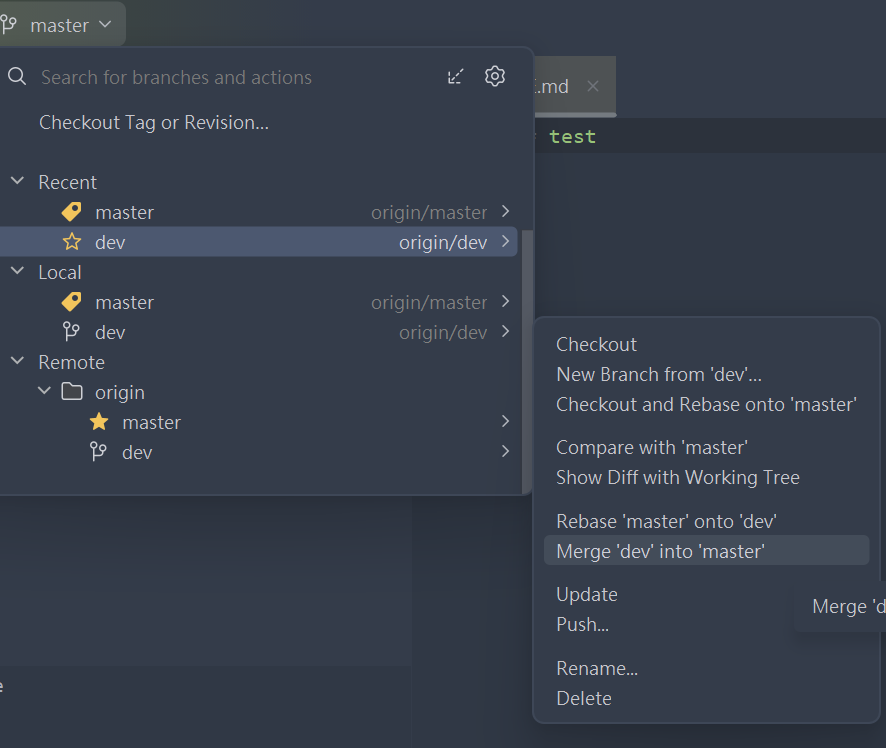 master
Search for branches and actions
.md
Checkout Tag or Revision...
test
Recent
master origin/master
dev origin/dev
Local
master origin/master
dev origin/dev
Remote
origin
master
dev
Checkout
New Branch from 'dev'...
Checkout and Rebase onto 'master'
Compare with 'master'
Show Diff with Working Tree
Rebase 'master' onto 'dev'
Merge 'dev' into 'master'
Update
Push...
Merge 'd
Rename...
Delete